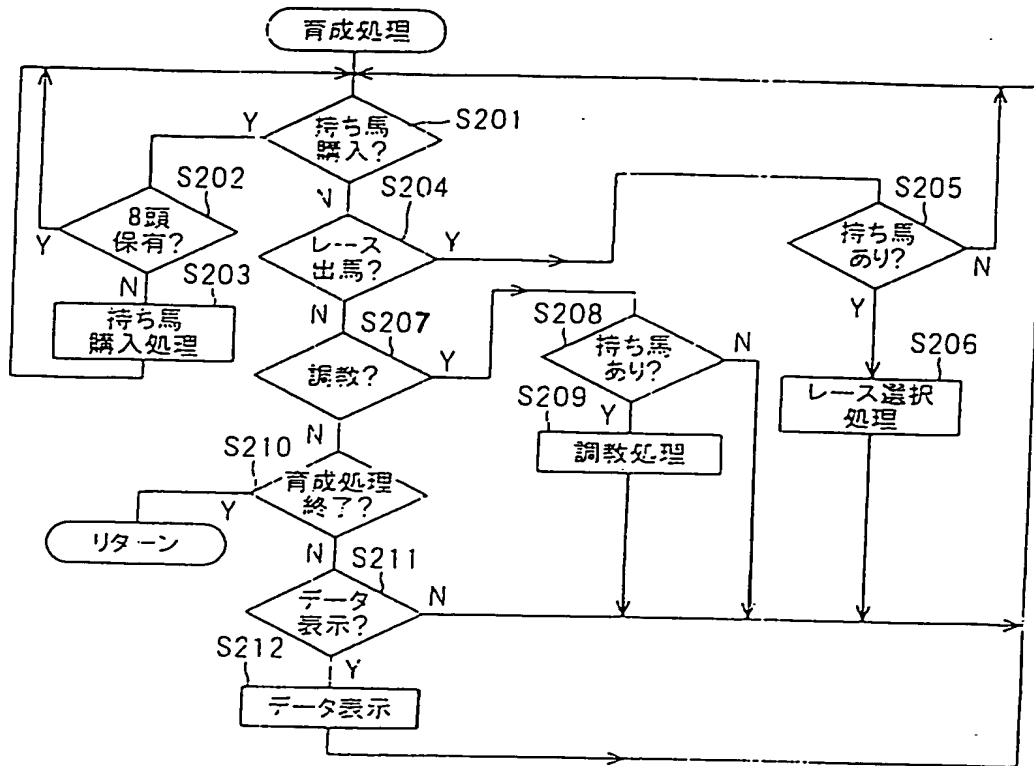 育成処理
S201
Y
持ち馬
購入?
N
S202
8頭
保有?
Y
N
S203
持ち馬
購入処理
S204
レース
出馬?
Y
N
S205
持ち馬
あり?
N
Y
S206
レース選択
処理
S207
調教?
Y
N
S208
持ち馬
あり?
N
Y
S209
調教処理
S210
育成処理
終了?
Y
リターン
N
S211
データ
表示?
N
Y
S212
データ表示